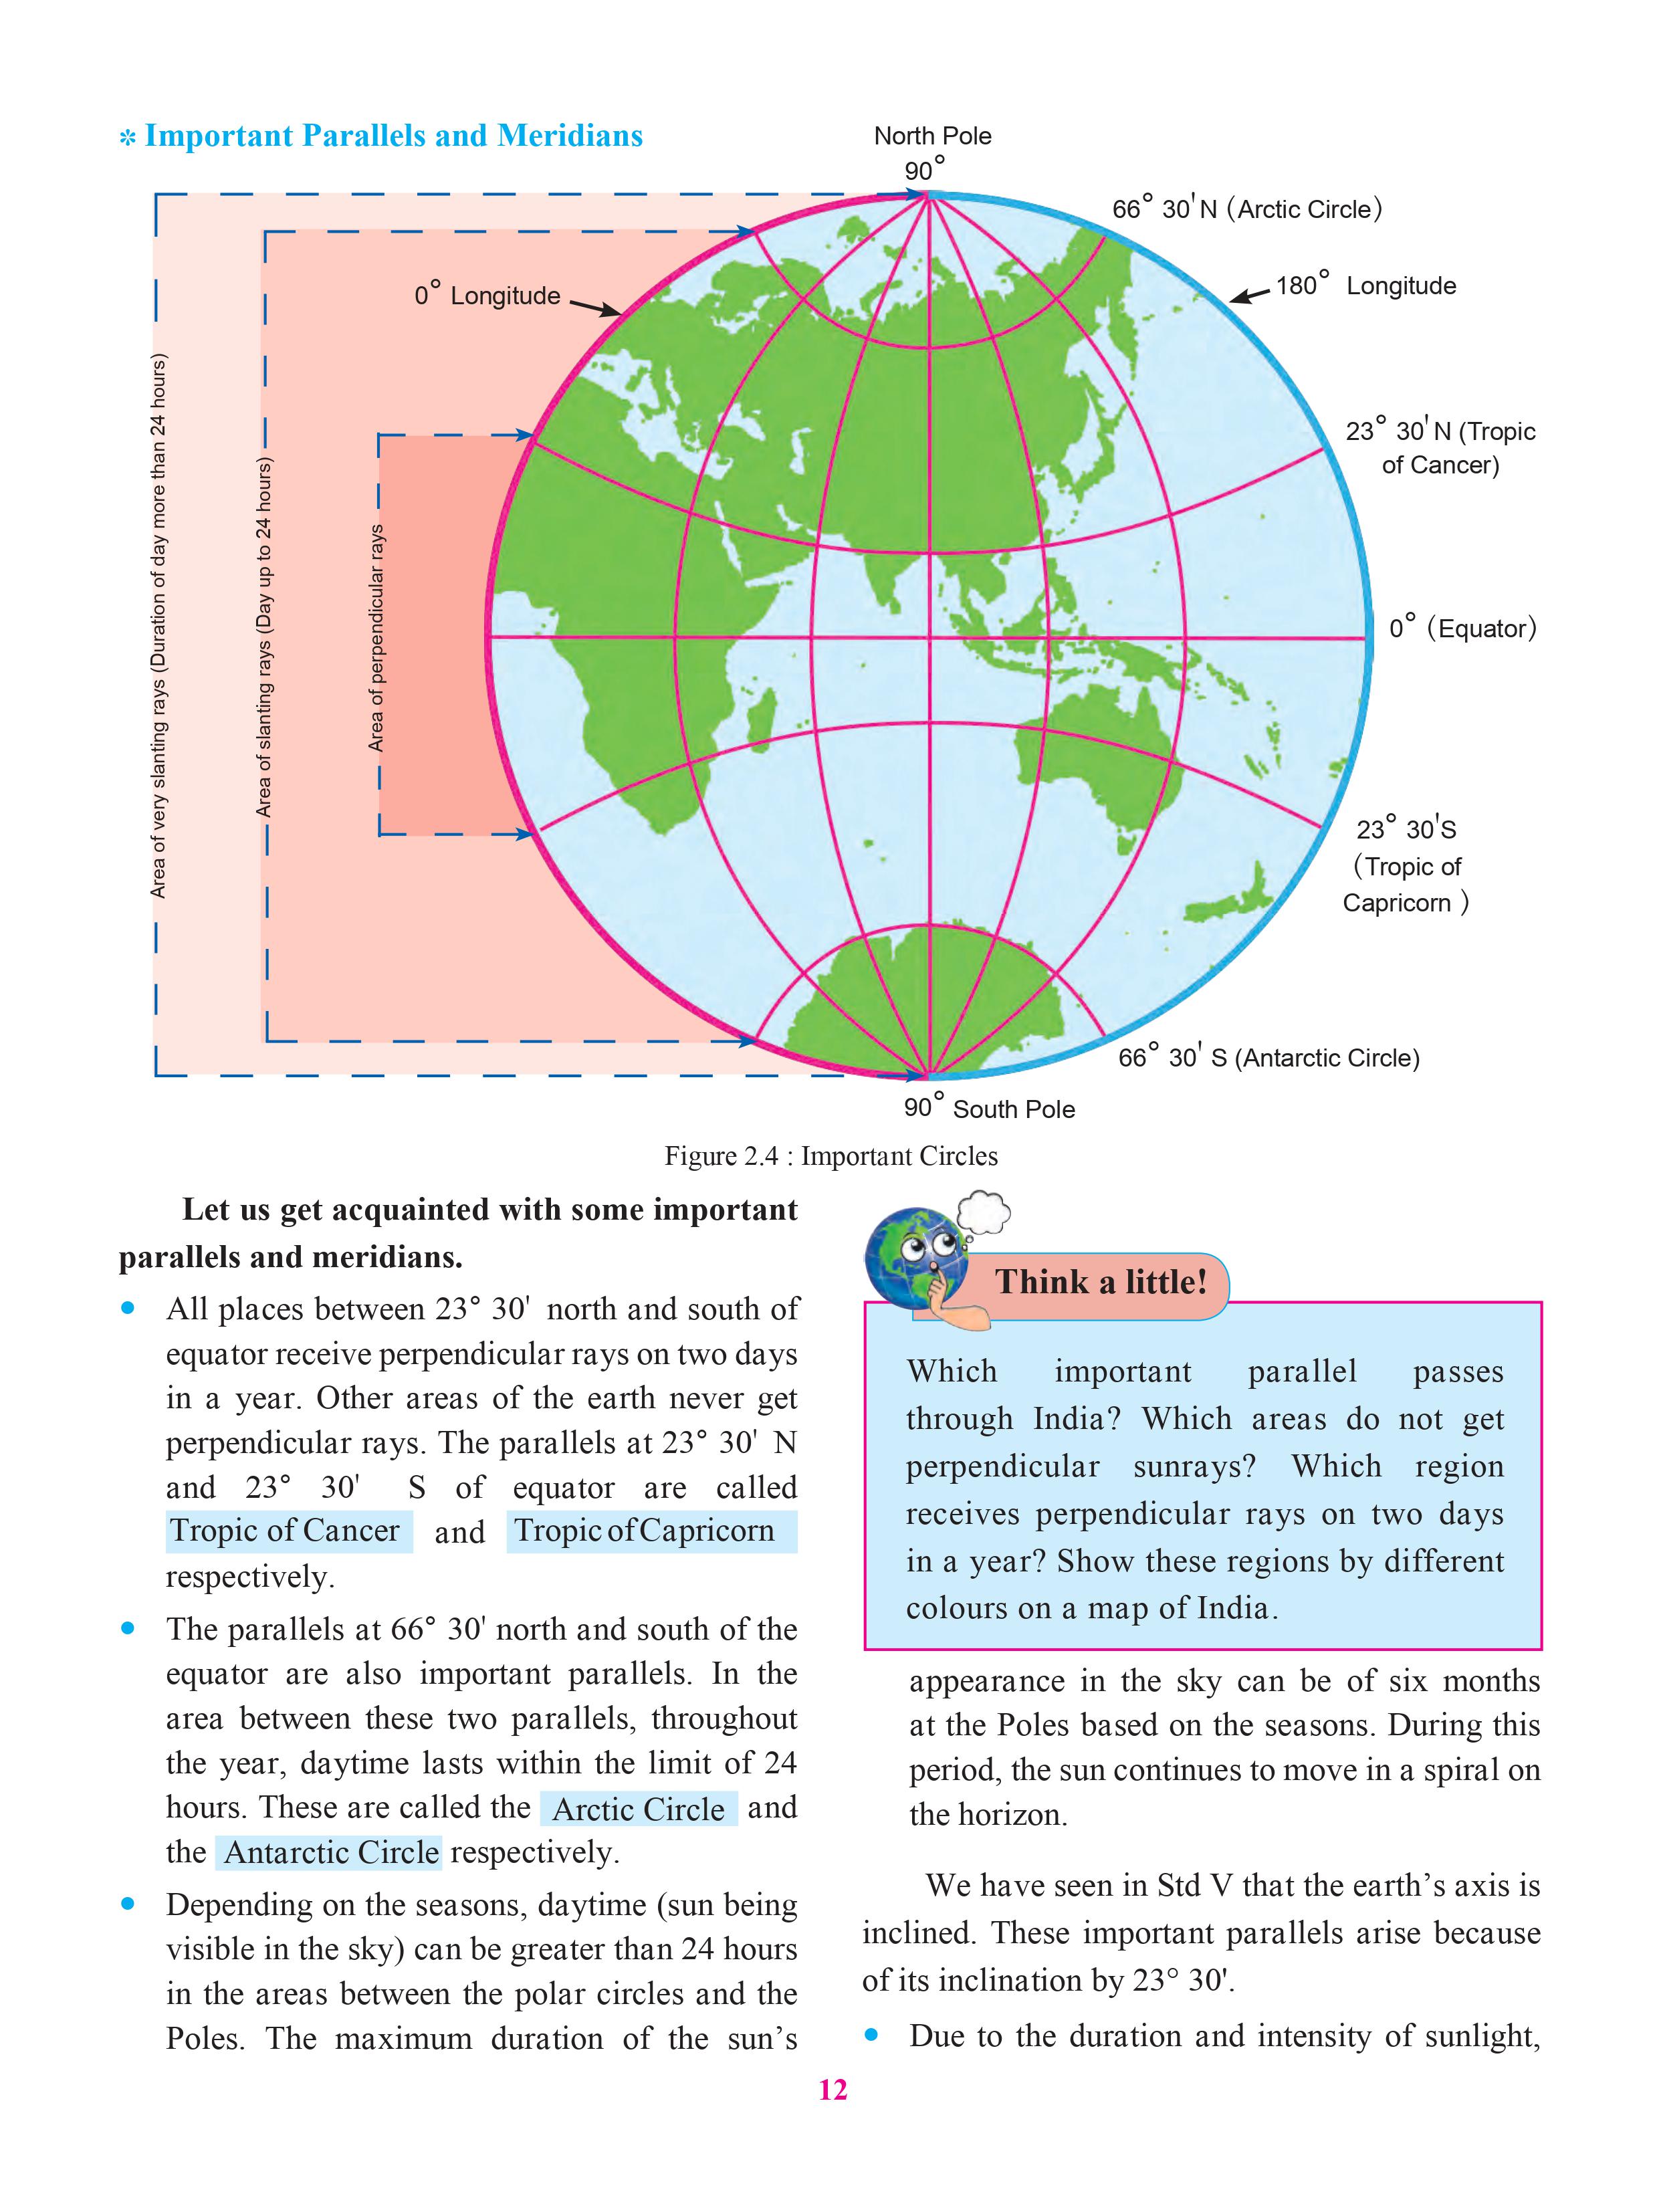 ✻ Important Parallels and Meridians
North Pole
90°
66° 30' N (Arctic Circle)
0° Longitude
180° Longitude
23° 30' N (Tropic
of Cancer)
Area of very slanting rays (Duration of day more than 24 hours)
Area of slanting rays (Day up to 24 hours)
Area of perpendicular rays
0° (Equator)
23° 30'S
(Tropic of
Capricorn )
66° 30' S (Antarctic Circle)
90° South Pole
Figure 2.4 : Important Circles
Let us get acquainted with some important
parallels and meridians.
• All places between 23° 30' north and south of
equator receive perpendicular rays on two days
in a year. Other areas of the earth never get
perpendicular rays. The parallels at 23° 30' N
and 23° 30' S of equator are called
Tropic of Cancer and Tropic of Capricorn
respectively.
• The parallels at 66° 30' north and south of the
equator are also important parallels. In the
area between these two parallels, throughout
the year, daytime lasts within the limit of 24
hours. These are called the Arctic Circle and
the Antarctic Circle respectively.
• Depending on the seasons, daytime (sun being
visible in the sky) can be greater than 24 hours
in the areas between the polar circles and the
Poles. The maximum duration of the sun's
Think a little!
Which important parallel passes
through India? Which areas do not get
perpendicular sunrays? Which region
receives perpendicular rays on two days
in a year? Show these regions by different
colours on a map of India.
appearance in the sky can be of six months
at the Poles based on the seasons. During this
period, the sun continues to move in a spiral on
the horizon.
We have seen in Std V that the earth's axis is
inclined. These important parallels arise because
of its inclination by 23° 30'.
• Due to the duration and intensity of sunlight,
12